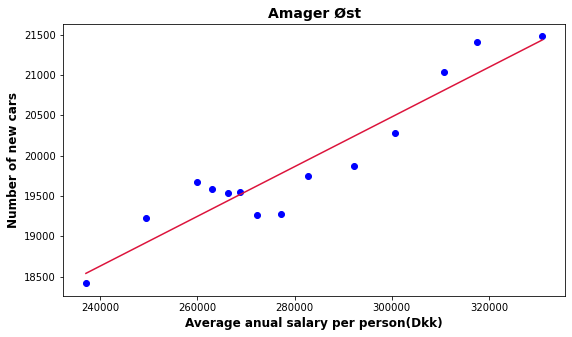 Amager Øst
21500
21000
20500
20000
19500
19000
18500
Number of new cars
240000 260000 280000 300000 320000
Average anual salary per person(Dkk)